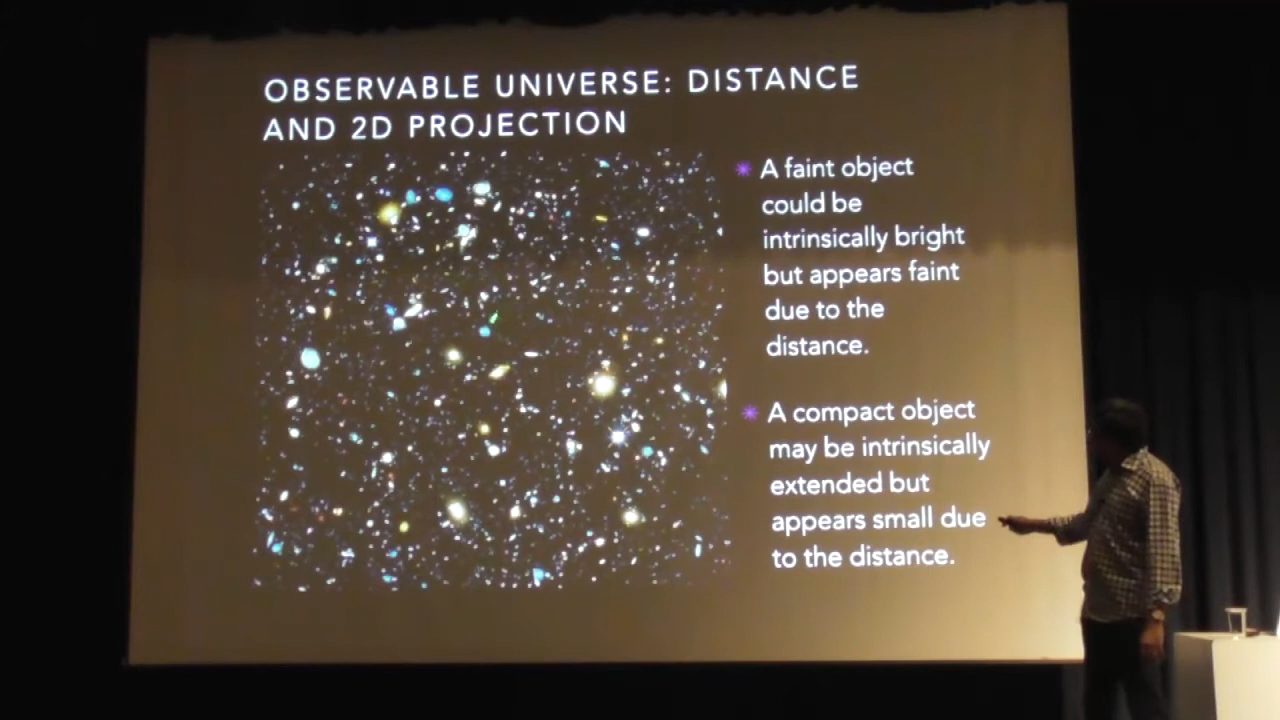 OBSERVABLE UNIVERSE: DISTANCE
AND 2D PROJECTION
A faint object
could be
intrinsically bright
but appears faint
due to the
distance.
A compact object
may be intrinsically
extended but
appears small due
to the distance.